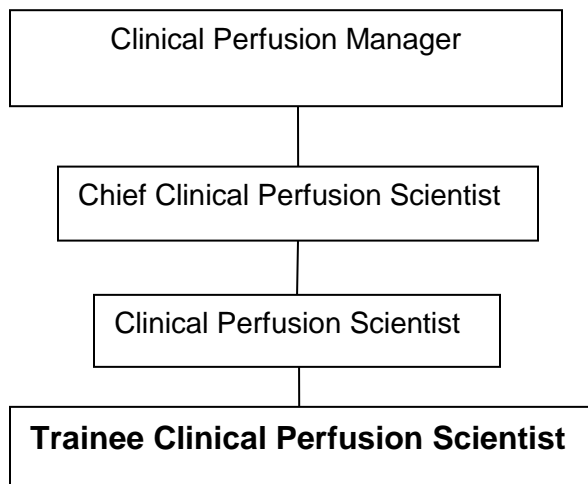 Clinical Perfusion Manager
Chief Clinical Perfusion Scientist
Clinical Perfusion Scientist
Trainee Clinical Perfusion Scientist